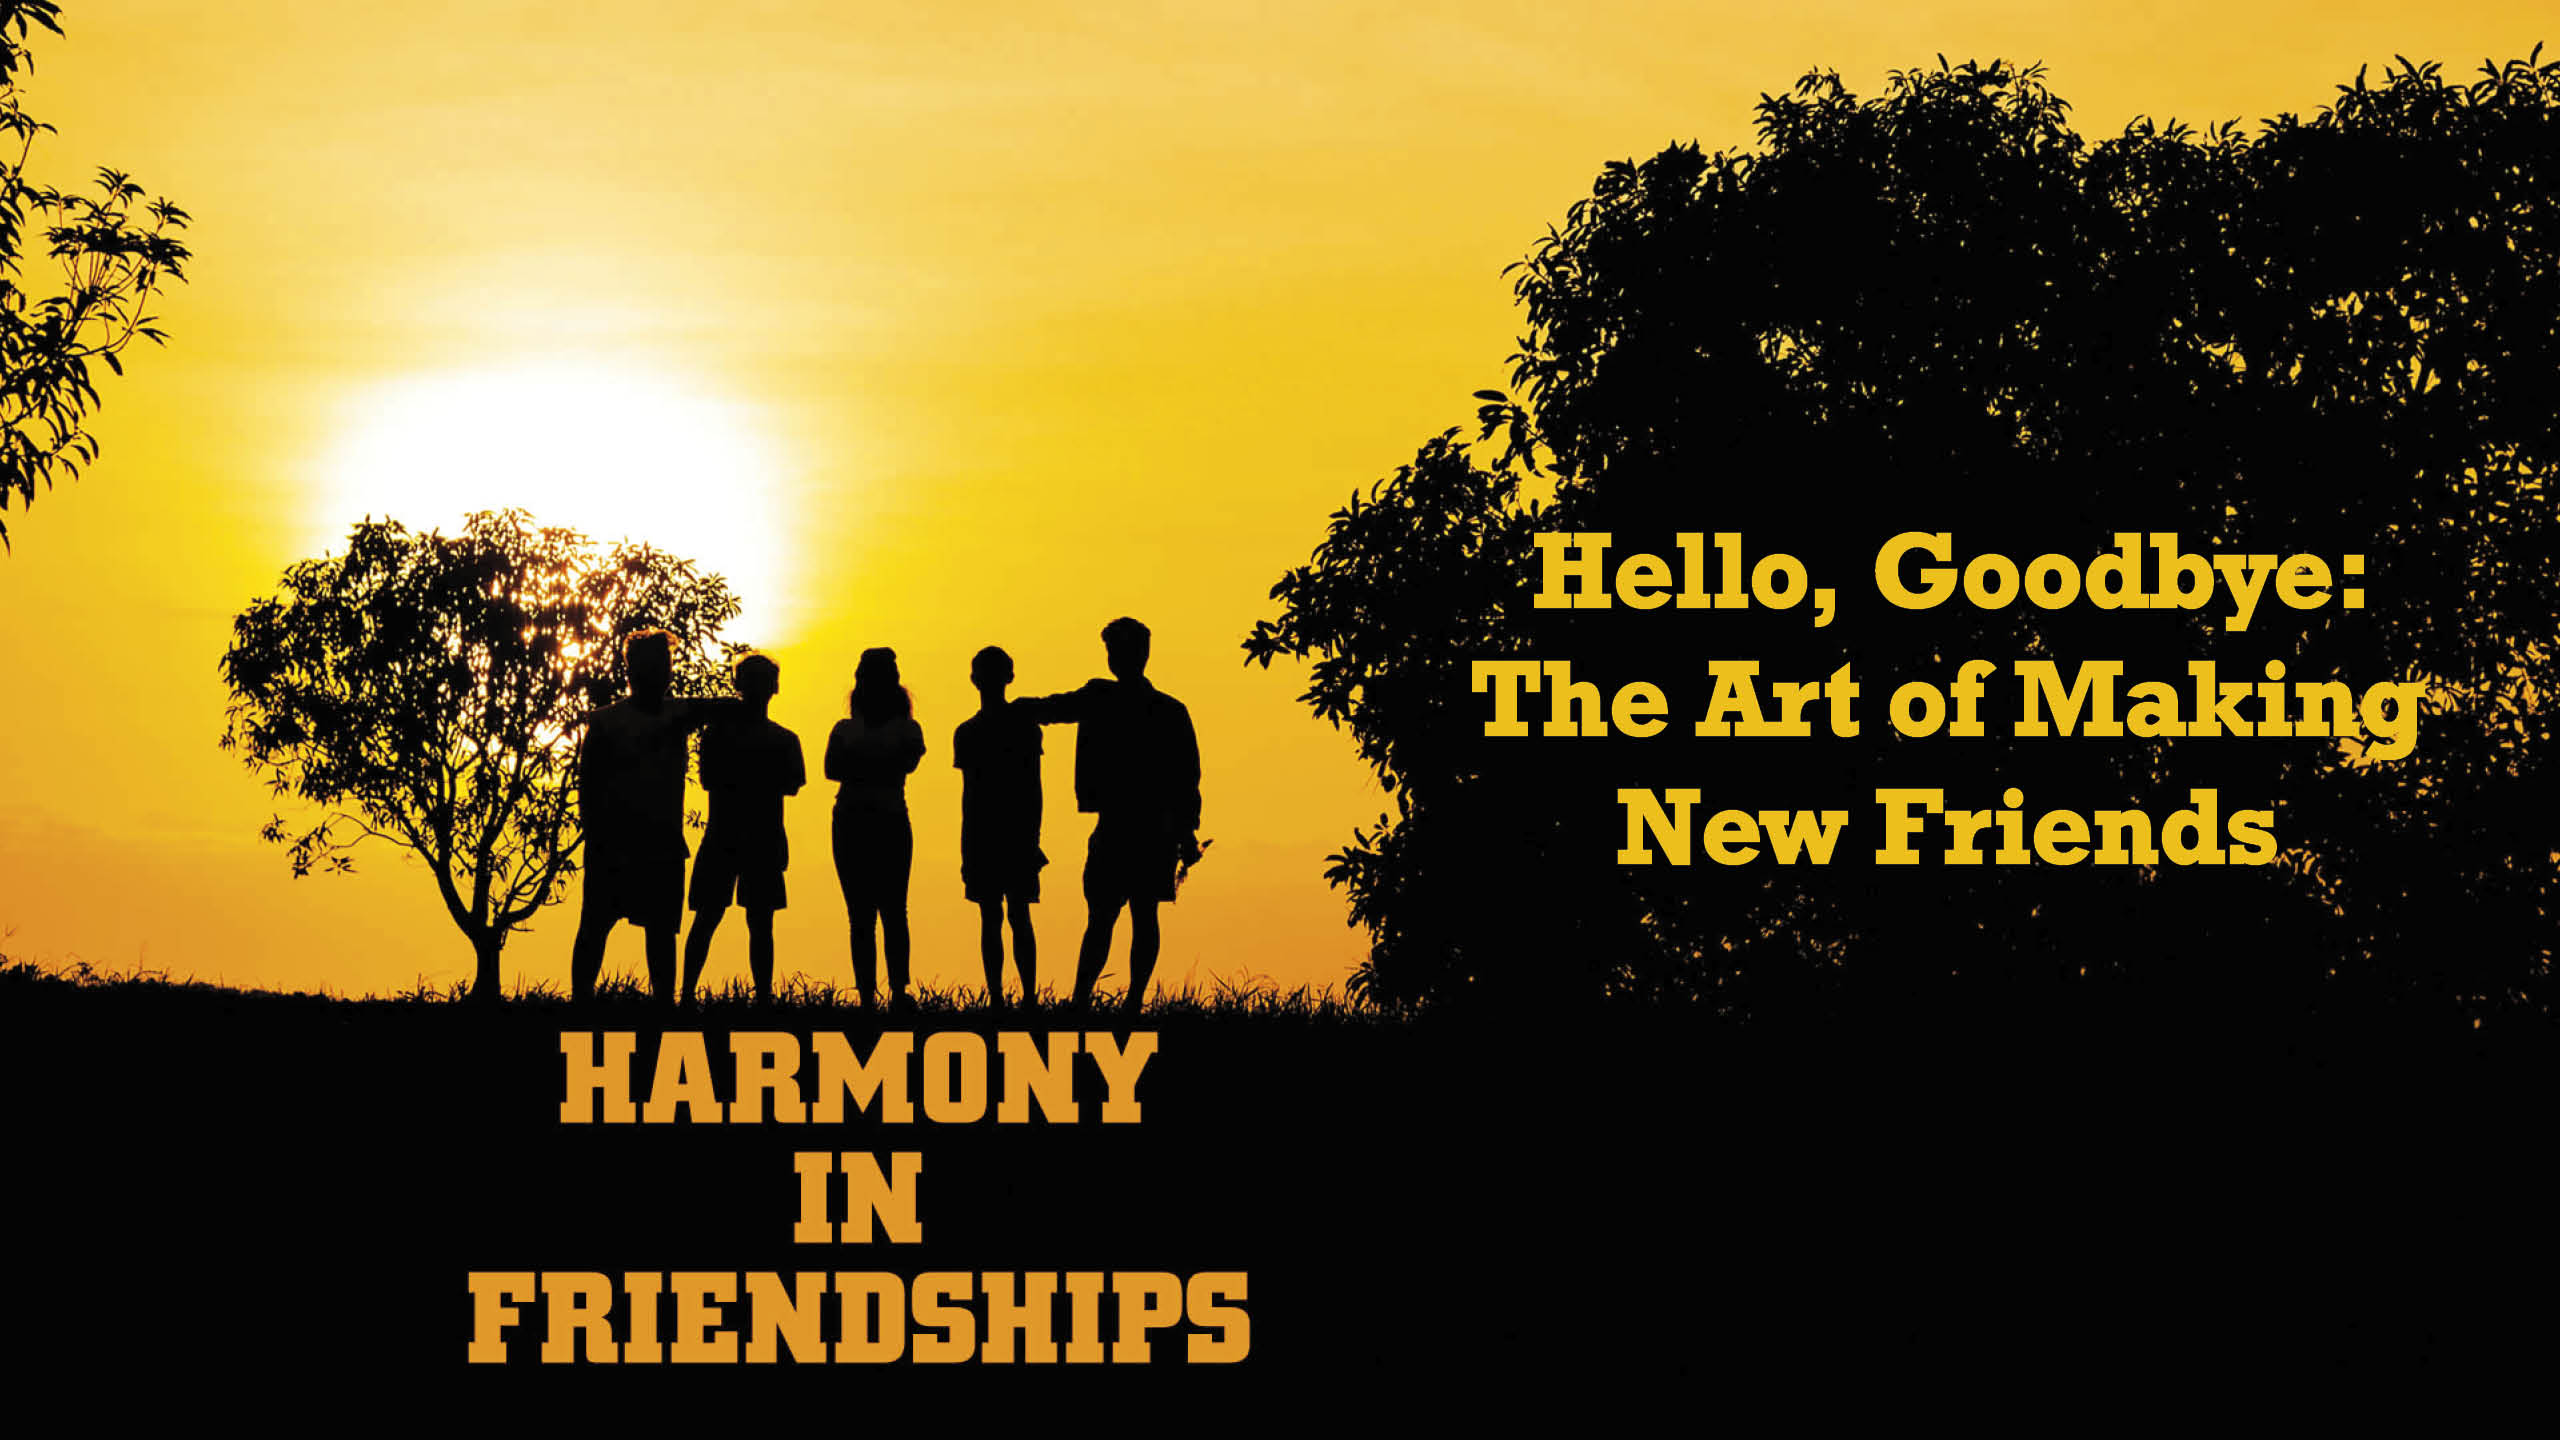 Hello, Goodbye:
The Art of Making
New Friends
HARMONY
IN
FRIENDSHIPS